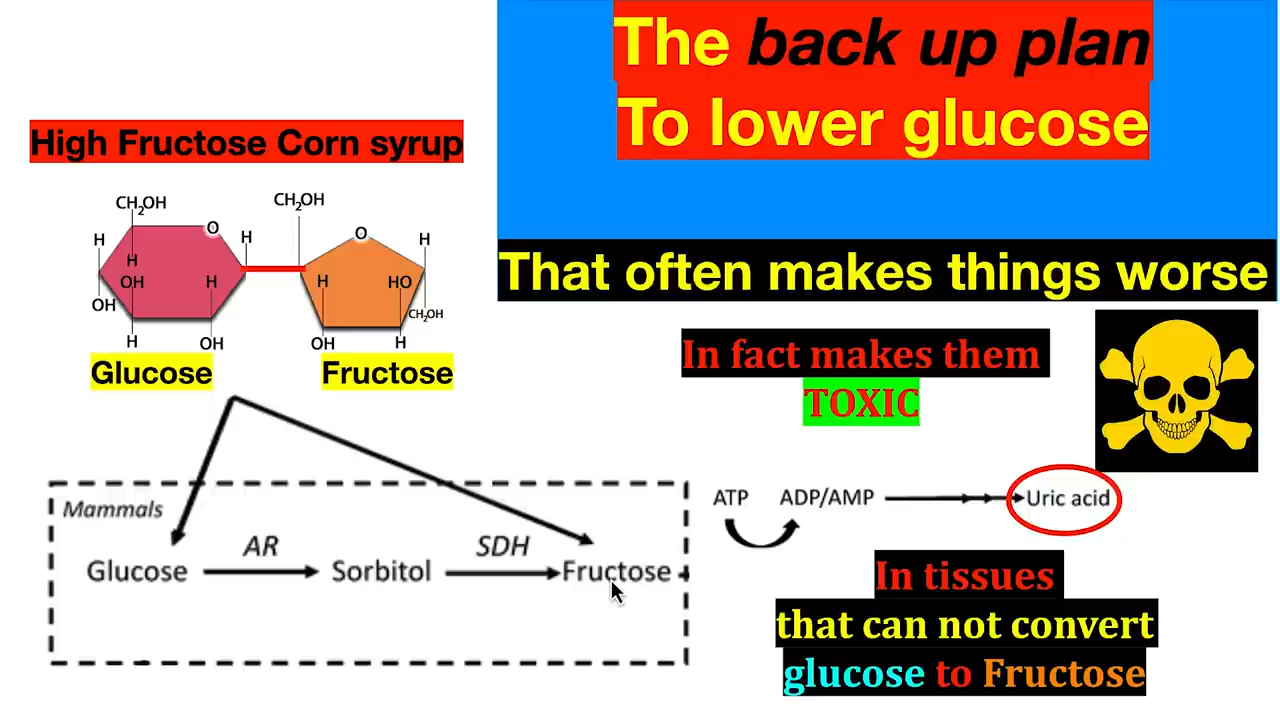 The back up plan
To lower glucose
That often makes things worse
High Fructose Corn syrup
CH2OH
CH2OH
O
O
H
H
H
H
OH
H
H
HO
OH
CH2OH
H
OH
OH
H
Glucose
Fructose
In fact makes them
TOXIC
Mammals
Glucose
AR
Sorbitol
SDH
Fructose
ATP
ADP/AMP
Uric acid
In tissues
that can not convert
glucose to Fructose